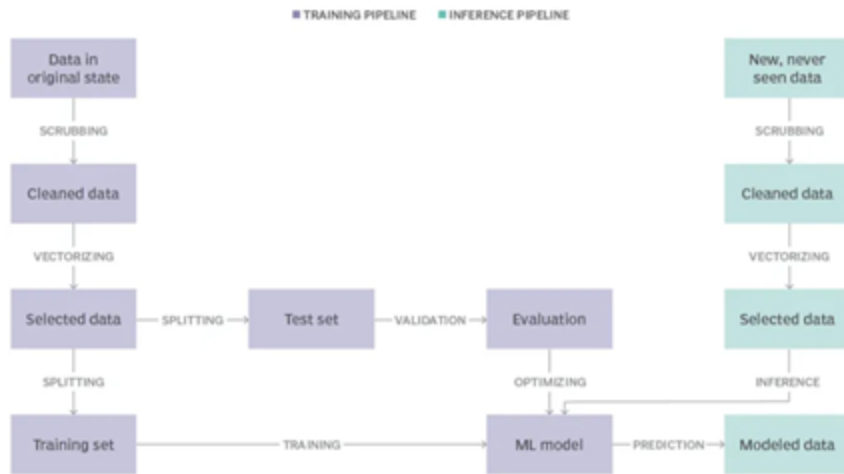 TRAINING PIPELINE INFERENCE PIPELINE
Data in
original state
New, never
seen data
SCRUBBING
SCRUBBING
Cleaned data
Cleaned data
VECTORIZING
VECTORIZING
Selected data
SPLITTING
Test set
VALIDATION
Evaluation
Selected data
SPLITTING
OPTIMIZING
INFERENCE
Training set
TRAINING
ML model
PREDICTION
Modeled data